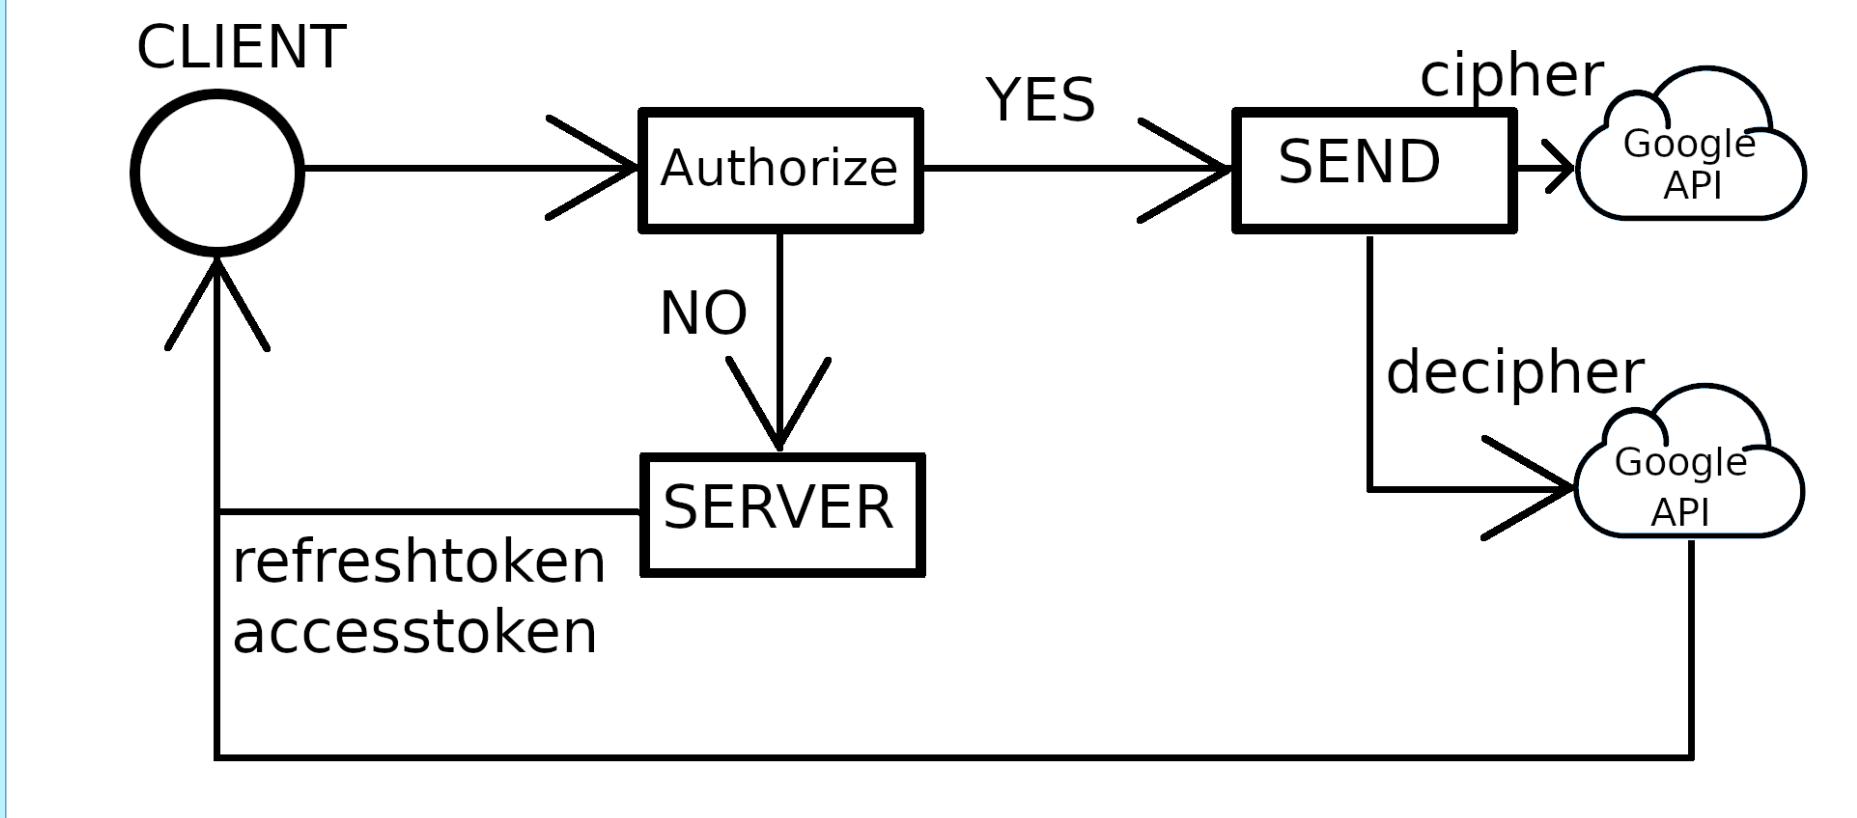 CLIENT
Authorize
YES
SEND
cipher
Google
API
NO
decipher
Google
API
SERVER
refreshtoken
accesstoken